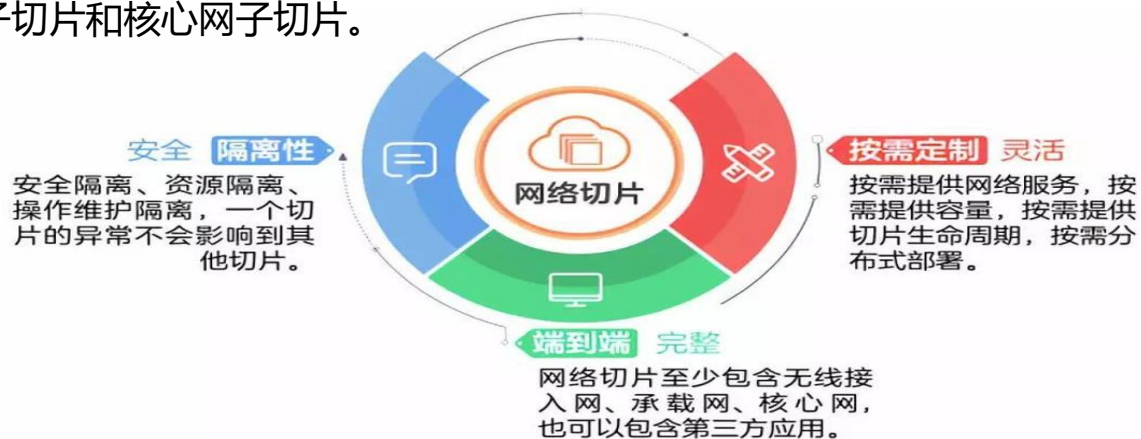 子切片和核心网子切片。
网络切片
安全 隔离性
安全隔离、资源隔离、
操作维护隔离，一个切
片的异常不会影响到其
他切片。
按需定制 灵活
按需提供网络服务，按
需提供容量，按需提供
切片生命周期，按需分
布式部署。
端到端 完整
网络切片至少包含无线接
入网、承载网、核心网，
也可以包含第三方应用。